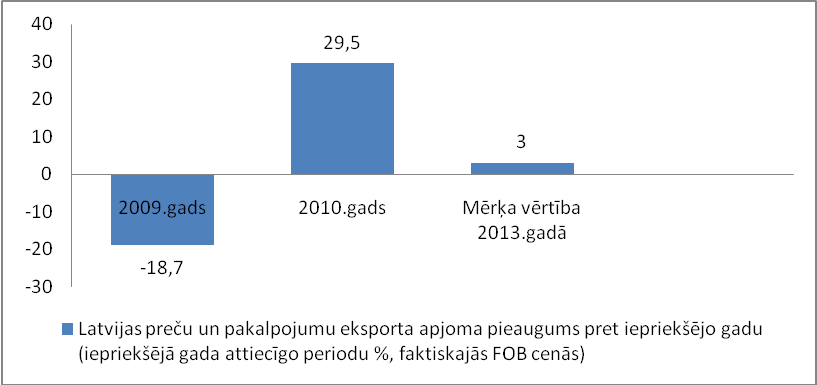 40
30
20
10
0
-10
-20
-30
29,5
3
2009.gads
2010.gads
Mērķa vērtība
2013.gadā
-18,7
Latvijas preču un pakalpojumu eksporta apjoma pieaugums pret iepriekšējo gadu
(iepriekšējā gada attiecīgo periodu %, faktiskajās FOB cenās)